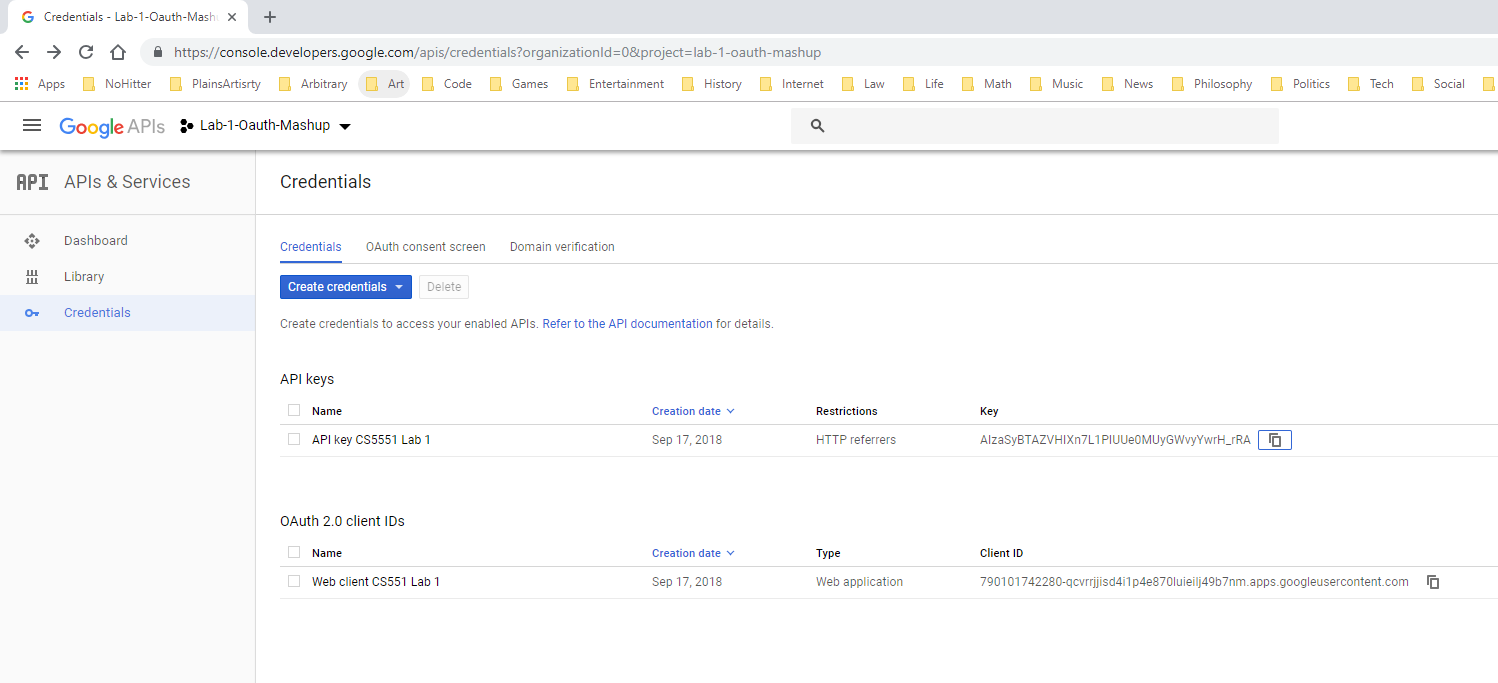 Credentials - Lab-1-Oauth-Mash
https://console.developers.google.com/apis/credentials?organizationId=0&project=lab-1-oauth-mashup
Apps NoHitter PlainsArtisrty Arbitrary Art Code Games Entertainment History Internet Law Life Math Music News Philosophy Politics Tech Social
Google APIs Lab-1-Oauth-Mashup
API APIs & Services
Dashboard
Library
Credentials
Credentials
Credentials OAuth consent screen Domain verification
Create credentials Delete
Create credentials to access your enabled APIs. Refer to the API documentation for details.
API keys
Name Creation date Restrictions Key
API key CS5551 Lab 1 Sep 17, 2018 HTTP referrers
OAuth 2.0 client IDs
Name Creation date Type Client ID
Web client CS551 Lab 1 Sep 17, 2018 Web application 790101742280-qcvrrjjisd4i1p4e870luieilj49b7nm.apps.googleusercontent.com